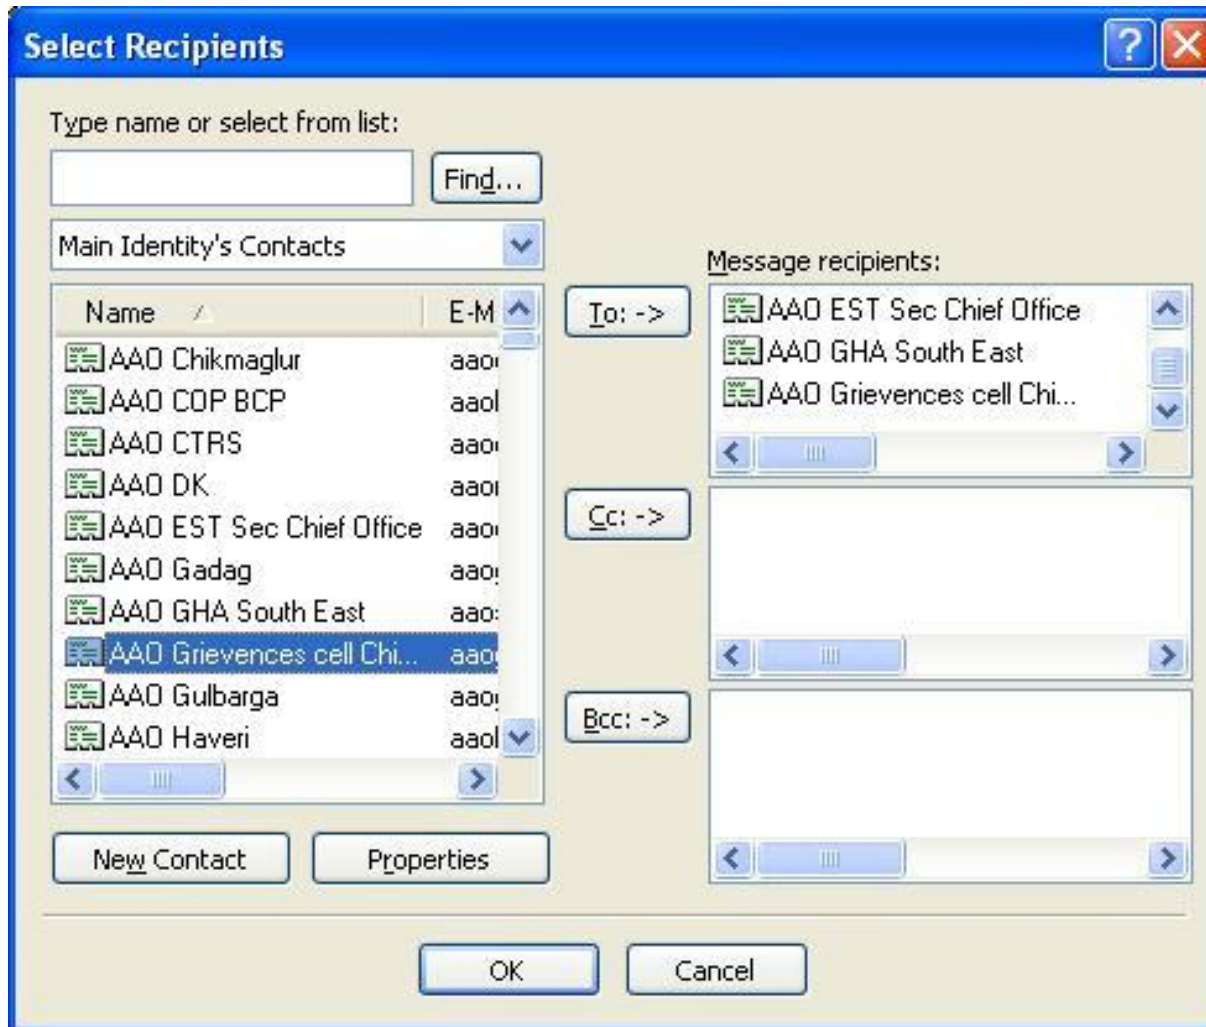 Select Recipients
Type name or select from list:
Find...
Main Identity's Contacts
Name E-M
AAO Chikmaglur
AAO COP BCP
AAO CTRS
AAO DK
AAO EST Sec Chief Office
AAO Gadag
AAO GHA South East
AAO Grievences cell Chi...
AAO Gulbarga
AAO Haveri
New Contact
Properties
To: ->
Cc: ->
Bcc: ->
Message recipients:
AAO EST Sec Chief Office
AAO GHA South East
AAO Grievences cell Chi...
OK
Cancel